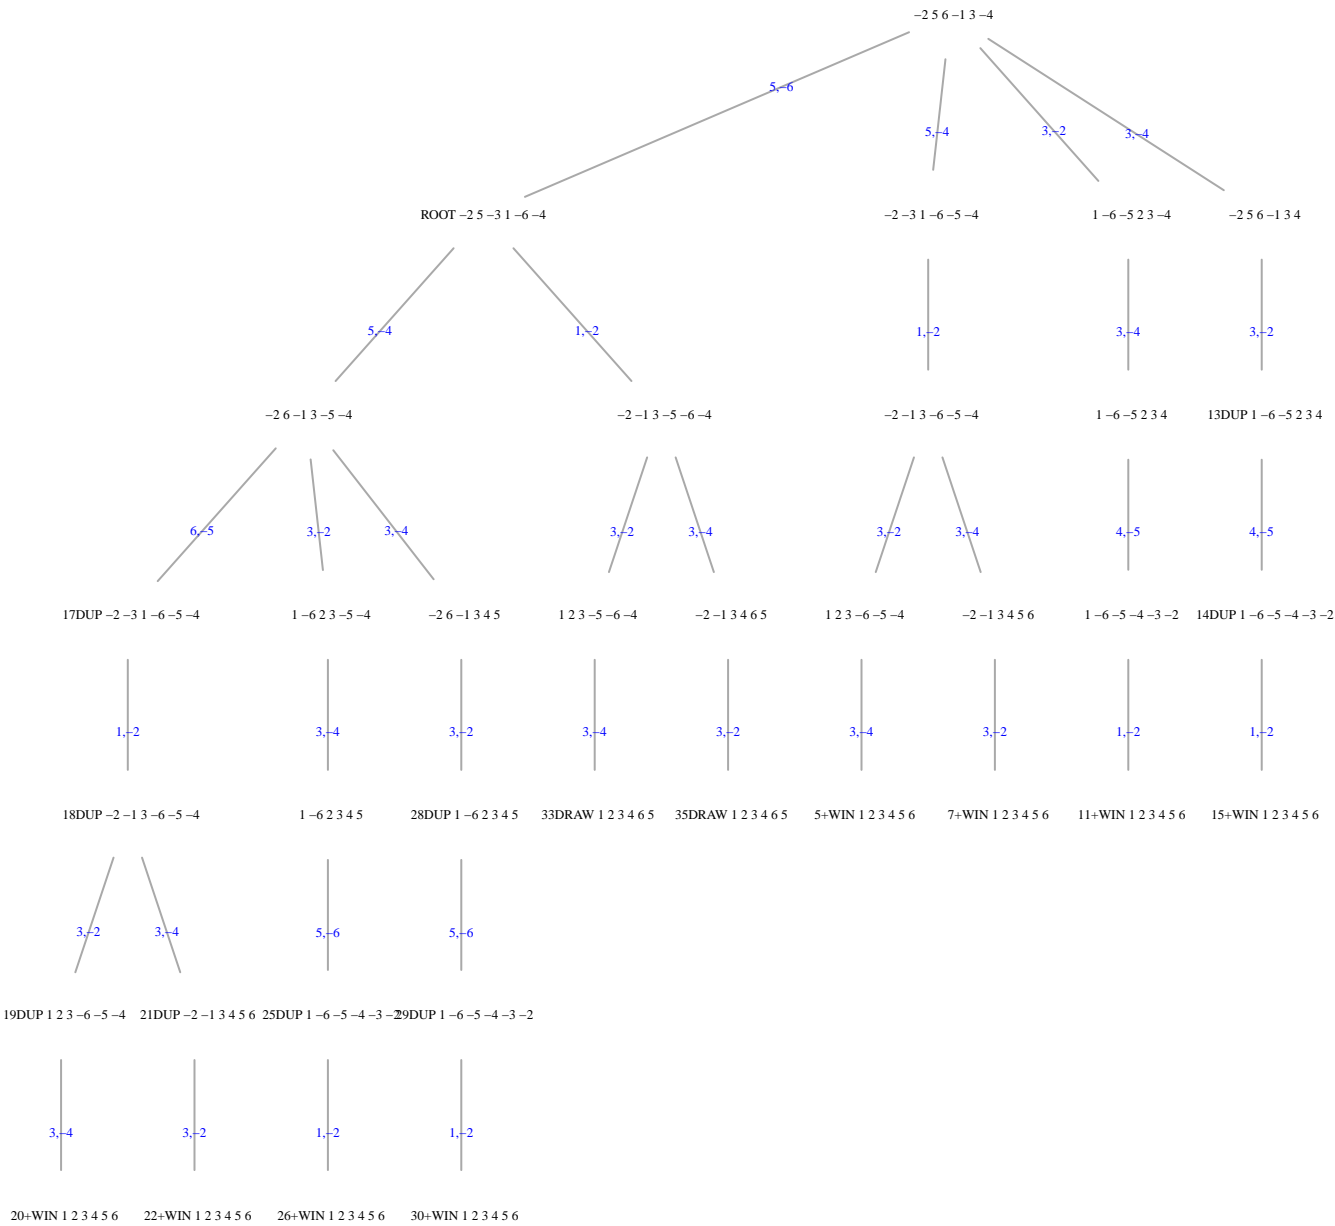 −2 5 6 −1 3 −4
5,−6
5,−4
3,−2
3,−4
ROOT −2 5 −3 1 −6 −4
−2 −3 1 −6 −5 −4
1 −6 −5 2 3 −4
−2 5 6 −1 3 4
5,−4
1,−2
1,−2
3,−4
3,−2
−2 6 −1 3 −5 −4
−2 −1 3 −5 −6 −4
−2 −1 3 −6 −5 −4
1 −6 −5 2 3 4
13DUP 1 −6 −5 2 3 4
6,−5
3,−2
3,−4
3,−2
3,−4
3,−2
3,−4
4,−5
4,−5
17DUP −2 −3 1 −6 −5 −4
1 −6 2 3 −5 −4
−2 6 −1 3 4 5
1 2 3 −5 −6 −4
−2 −1 3 4 6 5
1 2 3 −6 −5 −4
−2 −1 3 4 5 6
1 −6 −5 −4 −3 −2
14DUP 1 −6 −5 −4 −3 −2
1,−2
3,−4
3,−2
3,−4
3,−2
3,−4
3,−2
1,−2
1,−2
18DUP −2 −1 3 −6 −5 −4
1 −6 2 3 4 5
28DUP 1 −6 2 3 4 5
33DRAW 1 2 3 4 6 5
35DRAW 1 2 3 4 6 5
5+WIN 1 2 3 4 5 6
7+WIN 1 2 3 4 5 6
11+WIN 1 2 3 4 5 6
15+WIN 1 2 3 4 5 6
3,−2
3,−4
5,−6
5,−6
19DUP 1 2 3 −6 −5 −4
21DUP −2 −1 3 4 5 6
25DUP 1 −6 −5 −4 −3 −2
29DUP 1 −6 −5 −4 −3 −2
3,−4
3,−2
1,−2
1,−2
20+WIN 1 2 3 4 5 6
22+WIN 1 2 3 4 5 6
26+WIN 1 2 3 4 5 6
30+WIN 1 2 3 4 5 6